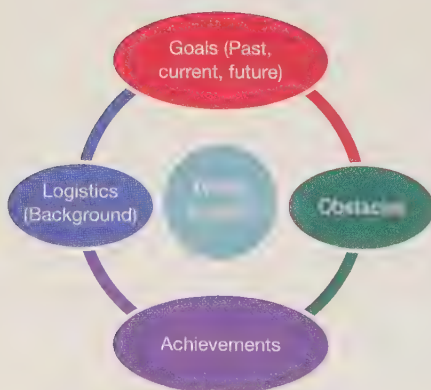 Goals (Past,
current, future)
Logistics
(Background)
Obstacles
Achievements